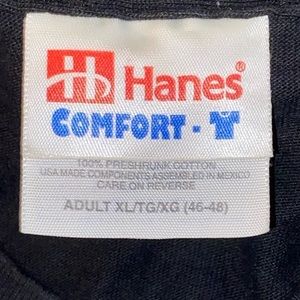 Hanes®
COMFORT-
100% PRESHRUNK COTTON
USA MADE COMPONENTS ASSEMBLED IN MEXICO
CARE ON REVERSE
ADULT XL/TG/XG (46-48)